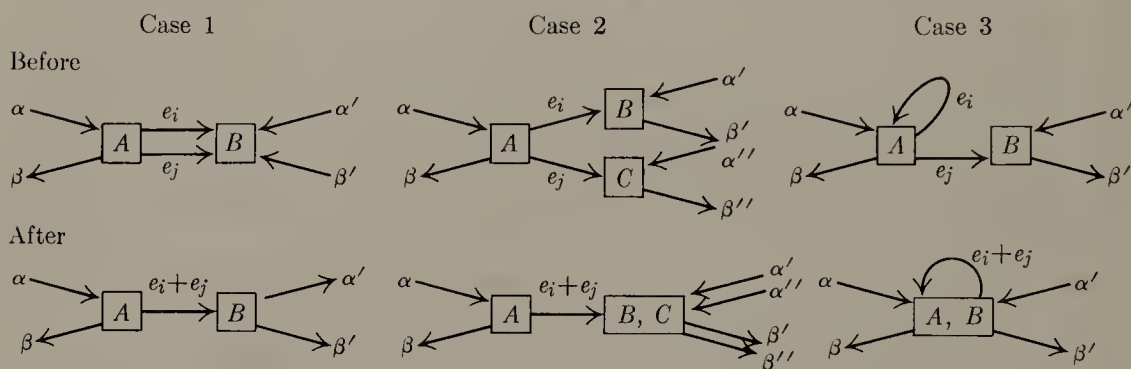 Case 1 Case 2 Case 3
Before
α e_i α′ α e_i B α′ α e_i α′
A B A β′ A B
β e_j β′ β e_j C α′′ β e_j β′
β′′
After
α e_i+e_j α′ α e_i+e_j α′ α′′ α e_i+e_j α′
A B A B, C A, B
β β′ β β′ β′′ β β′